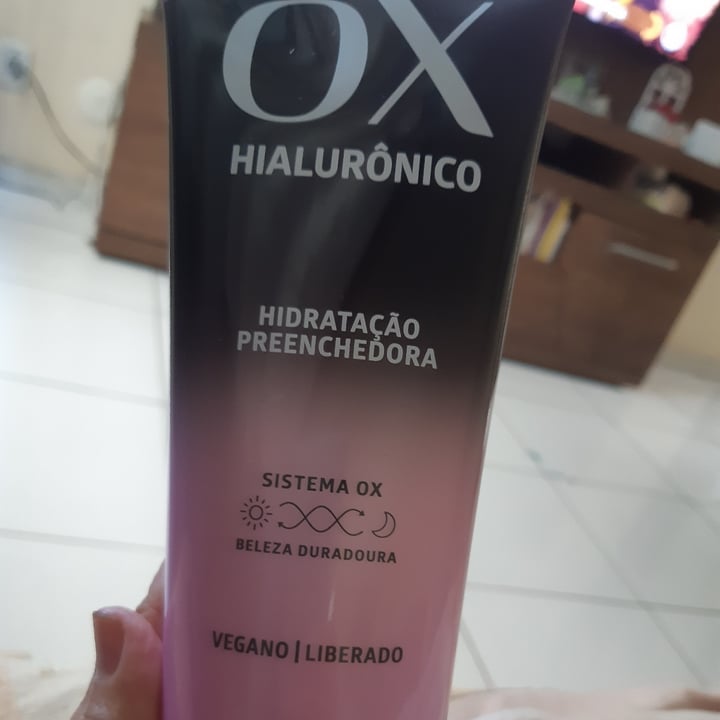 OX
HIALURÔNICO
HIDRATAÇÃO
PREENCHEDORA
SISTEMA OX
BELEZA DURADOURA
VEGANO | LIBERADO